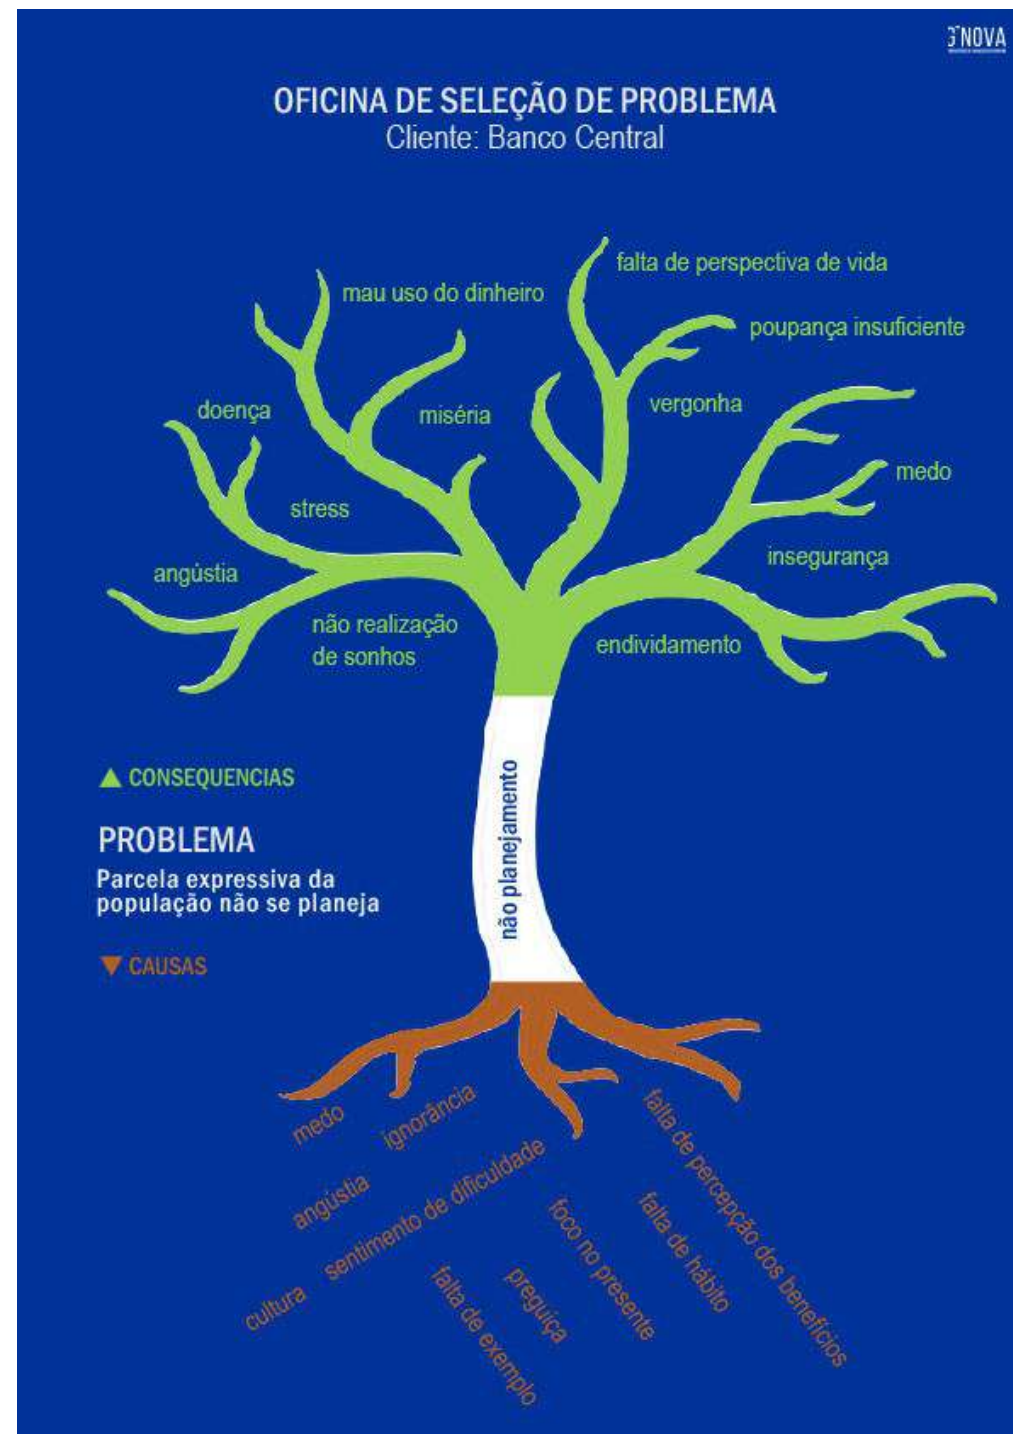 G'NOVA
OFICINA DE SELEÇÃO DE PROBLEMA
Cliente: Banco Central
falta de perspectiva de vida
mau uso do dinheiro
poupança insuficiente
doença
miséria
vergonha
medo
stress
insegurança
angústia
não realização
de sonhos
endividamento
não planejamento
▲ CONSEQUENCIAS
PROBLEMA
Parcela expressiva da
população não se planeja
▼ CAUSAS
medo
ignorância
angústia
sentimento de dificuldade
cultura
falta de exemplo
preguiça
foco no presente
falta de hábito
falta de percepção dos benefícios